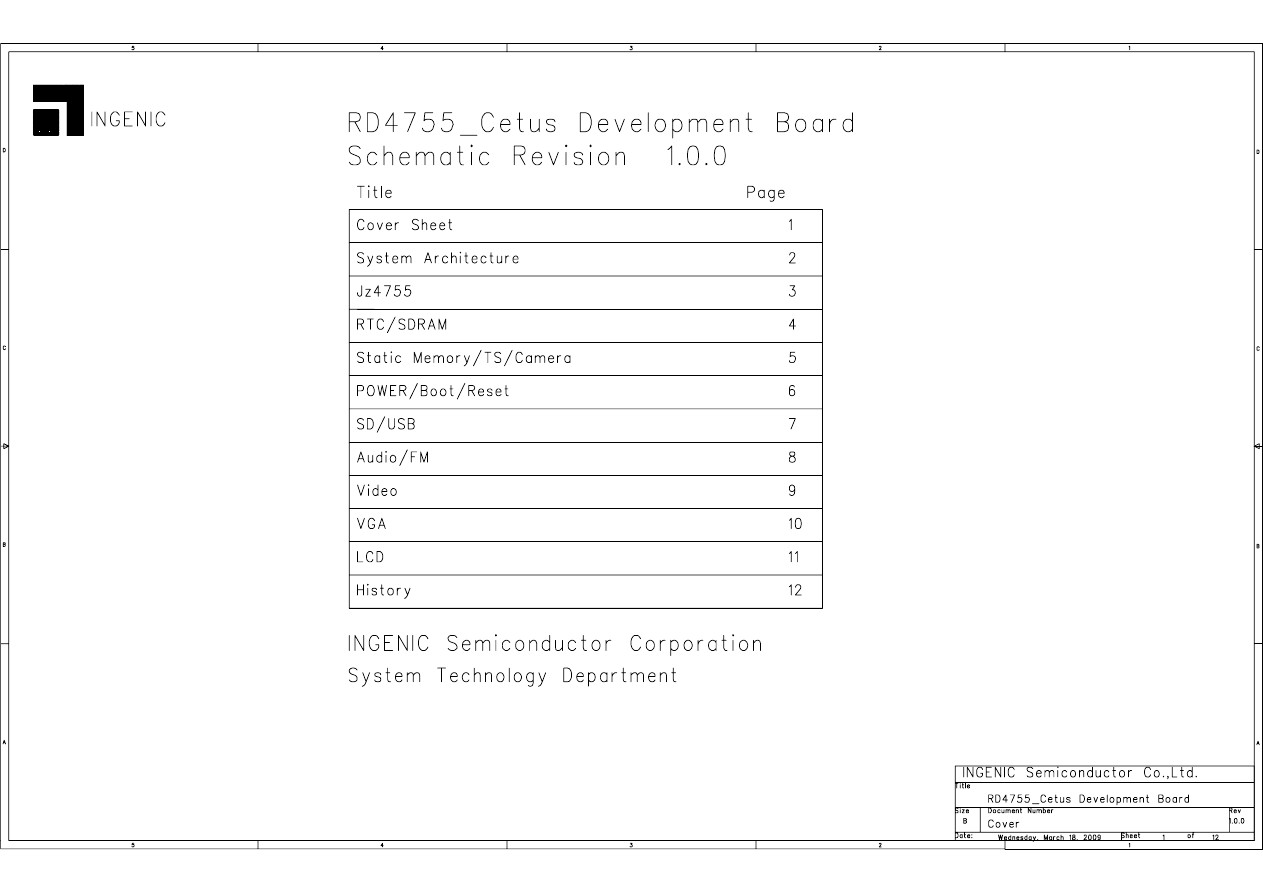 5 4 3 2 1
INGENIC
RD4755_Cetus Development Board
Schematic Revision 1.0.0
D D
Title Page
Cover Sheet 1
System Architecture 2
Jz4755 3
RTC/SDRAM 4
C C
Static Memory/TS/Camera 5
POWER/Boot/Reset 6
SD/USB 7
Audio/FM 8
Video 9
VGA 10
B B
LCD 11
History 12
INGENIC Semiconductor Corporation
System Technology Department
A A
INGENIC Semiconductor Co.,Ltd.
Title
RD4755_Cetus Development Board
Size Document Number Rev
B Cover 1.0.0
Date: Wednesday, March 18, 2009 Sheet 1 of 12
5 4 3 2 1